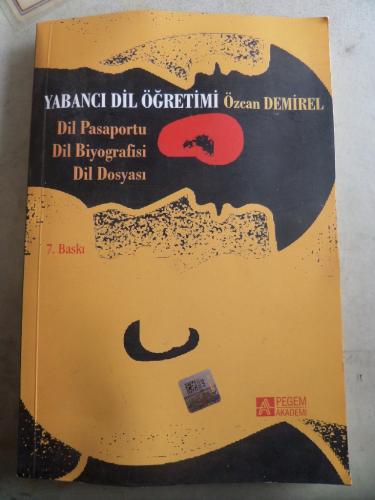 YABANCI DİL ÖĞRETİMİ Özcan DEMİREL
Dil Pasaportu
Dil Biyografisi
Dil Dosyası
7. Baskı
PEGEM
AKADEMİ